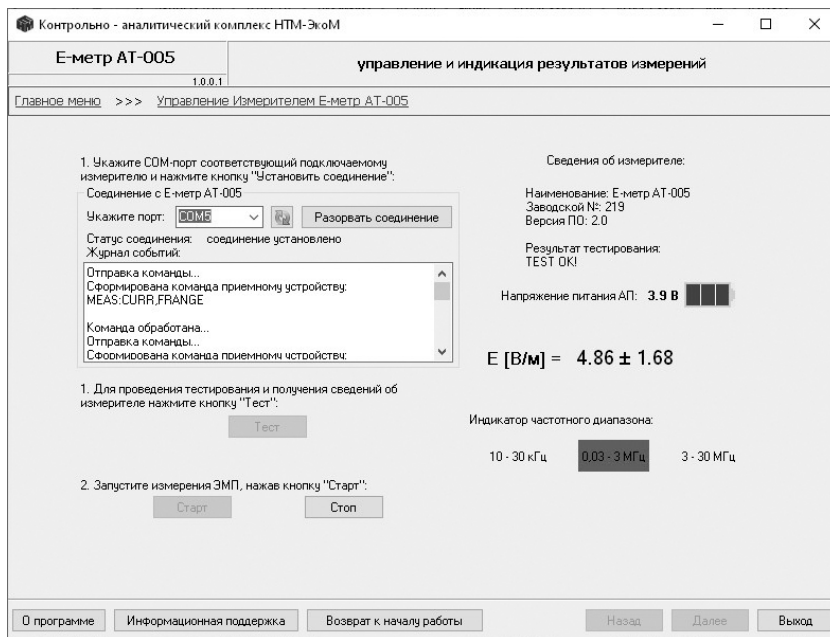 Контрольно - аналитический комплекс НТМ-ЭкоМ
Е-метр АТ-005
1.0.0.1
управление и индикация результатов измерений
Главное меню >>> Управление Измерителем Е-метр АТ-005
1. Укажите COM-порт соответствующий подключаемому
измерителю и нажмите кнопку "Установить соединение":
Соединение с Е-метр АТ-005
Укажите порт: COM5 Разорвать соединение
Статус соединения: соединение установлено
Журнал событий:
Отправка команды...
Сформирована команда приемному устройству:
MEAS:CURR,FRANGE
Команда обработана...
Отправка команды...
Сформирована команда приемному устройству:
1. Для проведения тестирования и получения сведений об
измерителе нажмите кнопку "Тест":
Тест
2. Запустите измерения ЭМП, нажав кнопку "Старт":
Старт Стоп
Сведения об измерителе:
Наименование: Е-метр АТ-005
Заводской №: 219
Версия ПО: 2.0
Результат тестирования:
TEST OK!
Напряжение питания АП: 3.9 В
E [В/м] = 4.86 ± 1.68
Индикатор частотного диапазона:
10 - 30 кГц 0,03 - 3 МГц 3 - 30 МГц
О программе Информационная поддержка Возврат к началу работы Назад Далее Выход